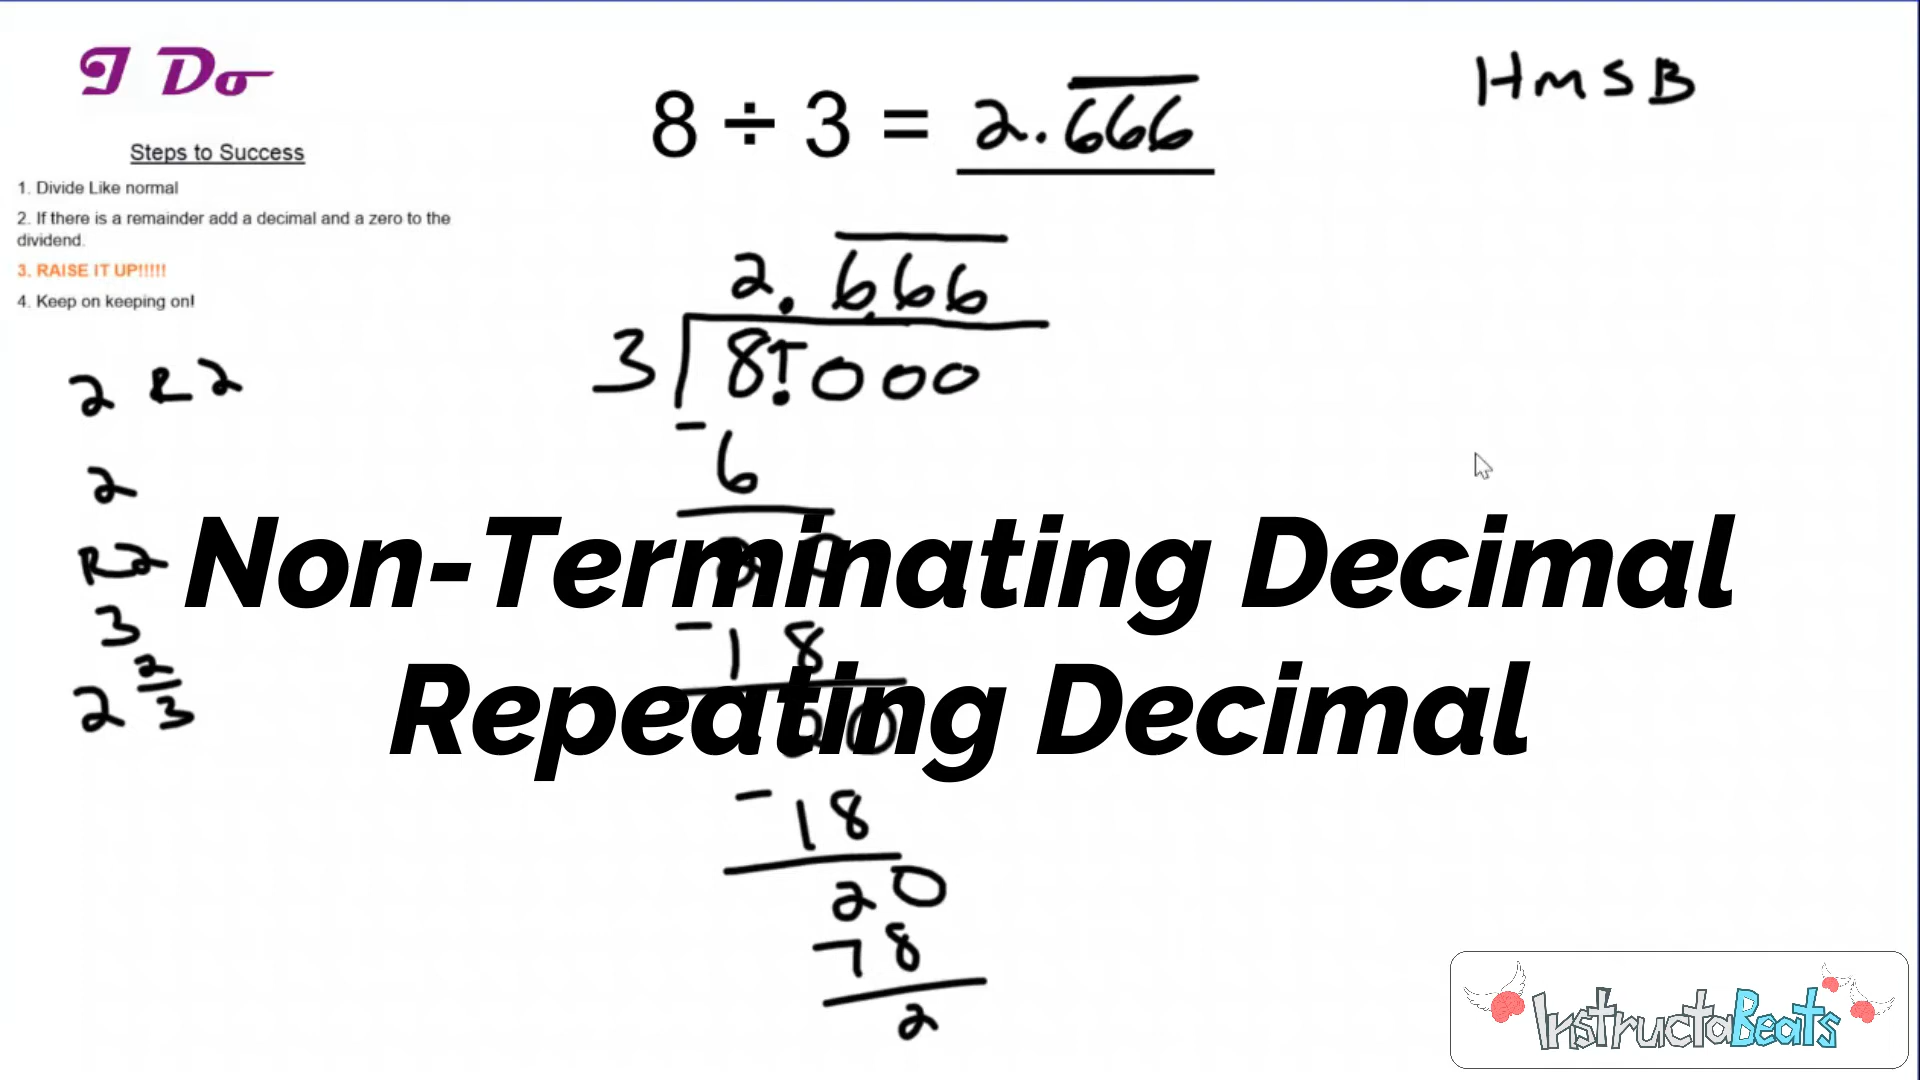 I Do
8 ÷ 3 = 2.666
HMSB
Steps to Success
1. Divide Like normal
2. If there is a remainder add a decimal and a zero to the
dividend.
3. RAISE IT UP!!!!!
4. Keep on keeping on!
2.666
3 8.000
2 R2
- 6
2
R2
3
2 2/3
Non-Terminating Decimal
- 18
Repeating Decimal
20
- 18
20
- 18
2
InstructaBeats